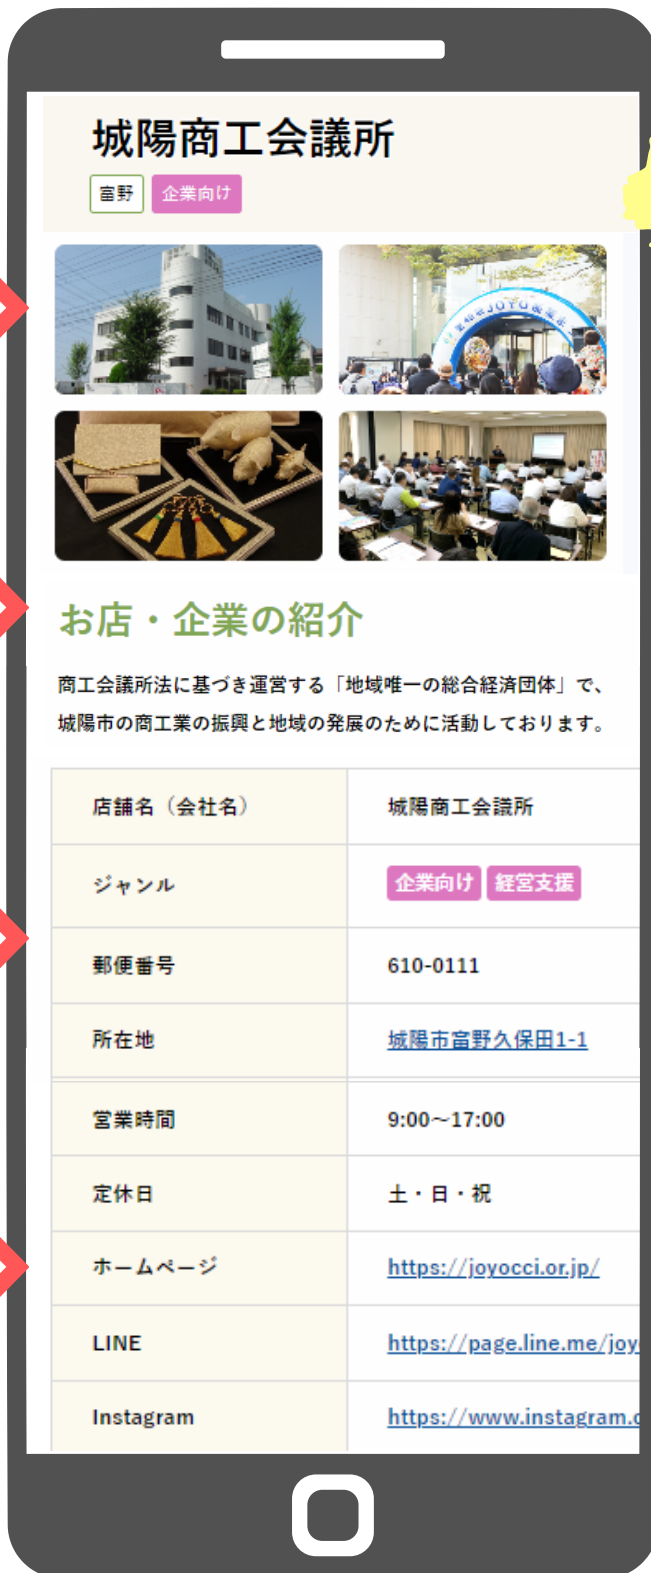 城陽商工会議所
富野 企業向け
お店・企業の紹介
商工会議所法に基づき運営する「地域唯一の総合経済団体」で、
城陽市の商工業の振興と地域の発展のために活動しております。
店舗名（会社名） 城陽商工会議所
ジャンル 企業向け 経営支援
郵便番号 610-0111
所在地 城陽市富野久保田1-1
営業時間 9:00～17:00
定休日 土・日・祝
ホームページ https://joyocci.or.jp/
LINE https://page.line.me/joy
Instagram https://www.instagram.c